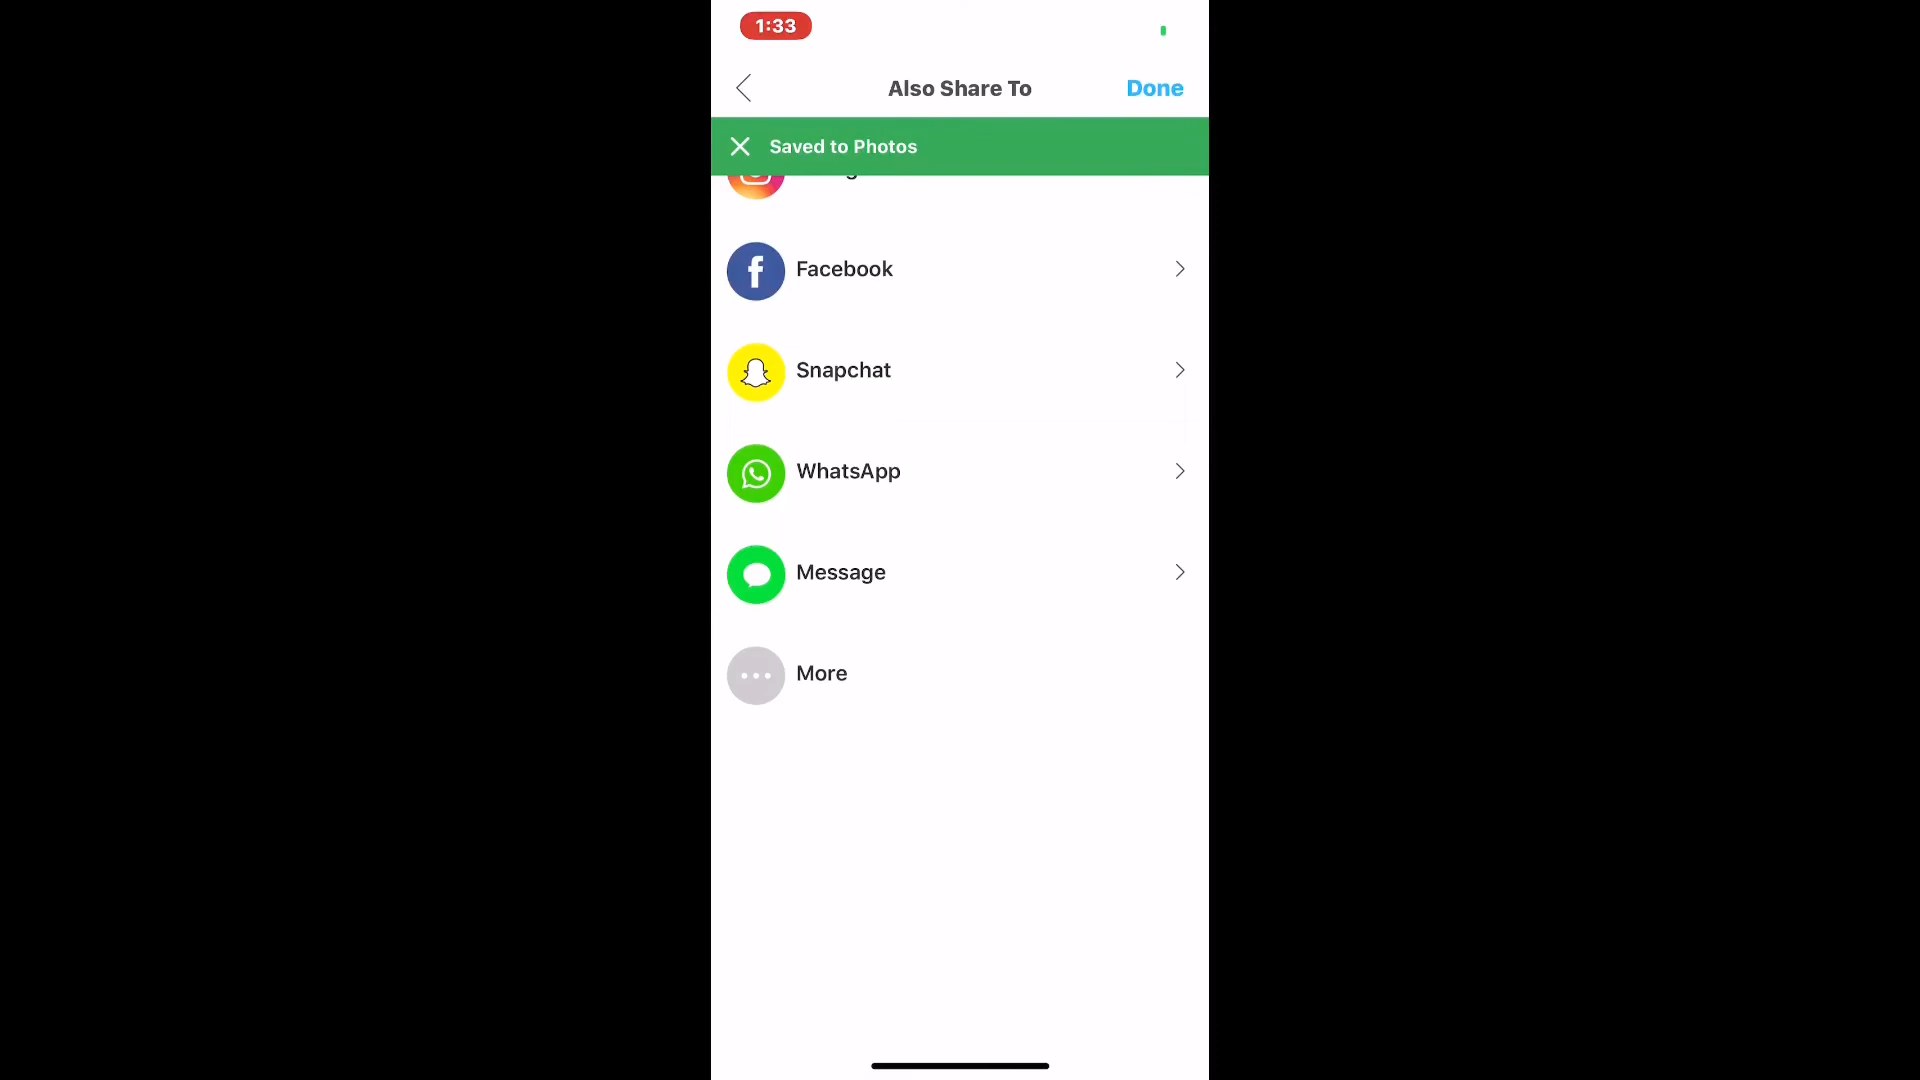 1:33
Also Share To
Done
Saved to Photos
Facebook
Snapchat
WhatsApp
Message
More